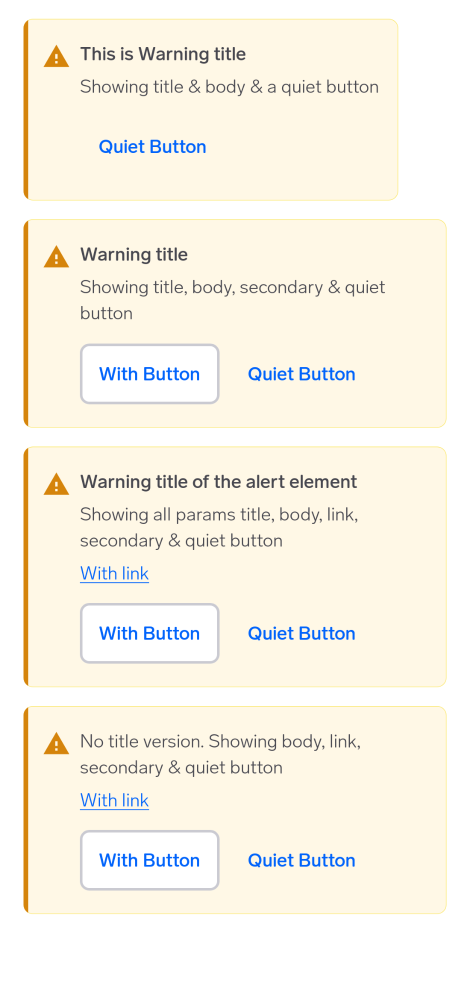 This is Warning title
Showing title & body & a quiet button
Quiet Button
Warning title
Showing title, body, secondary & quiet
button
With Button
Quiet Button
Warning title of the alert element
Showing all params title, body, link,
secondary & quiet button
With link
With Button
Quiet Button
No title version. Showing body, link,
secondary & quiet button
With link
With Button
Quiet Button